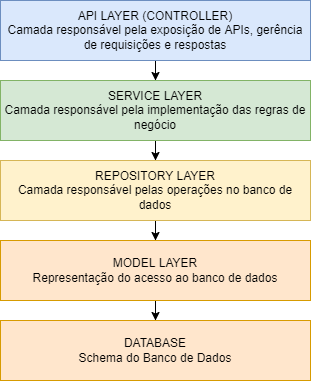 API LAYER (CONTROLLER)
Camada responsável pela exposição de APIs, gerência
de requisições e respostas
SERVICE LAYER
Camada responsável pela implementação das regras de
negócio
REPOSITORY LAYER
Camada responsável pelas operações no banco de
dados
MODEL LAYER
Representação do acesso ao banco de dados
DATABASE
Schema do Banco de Dados